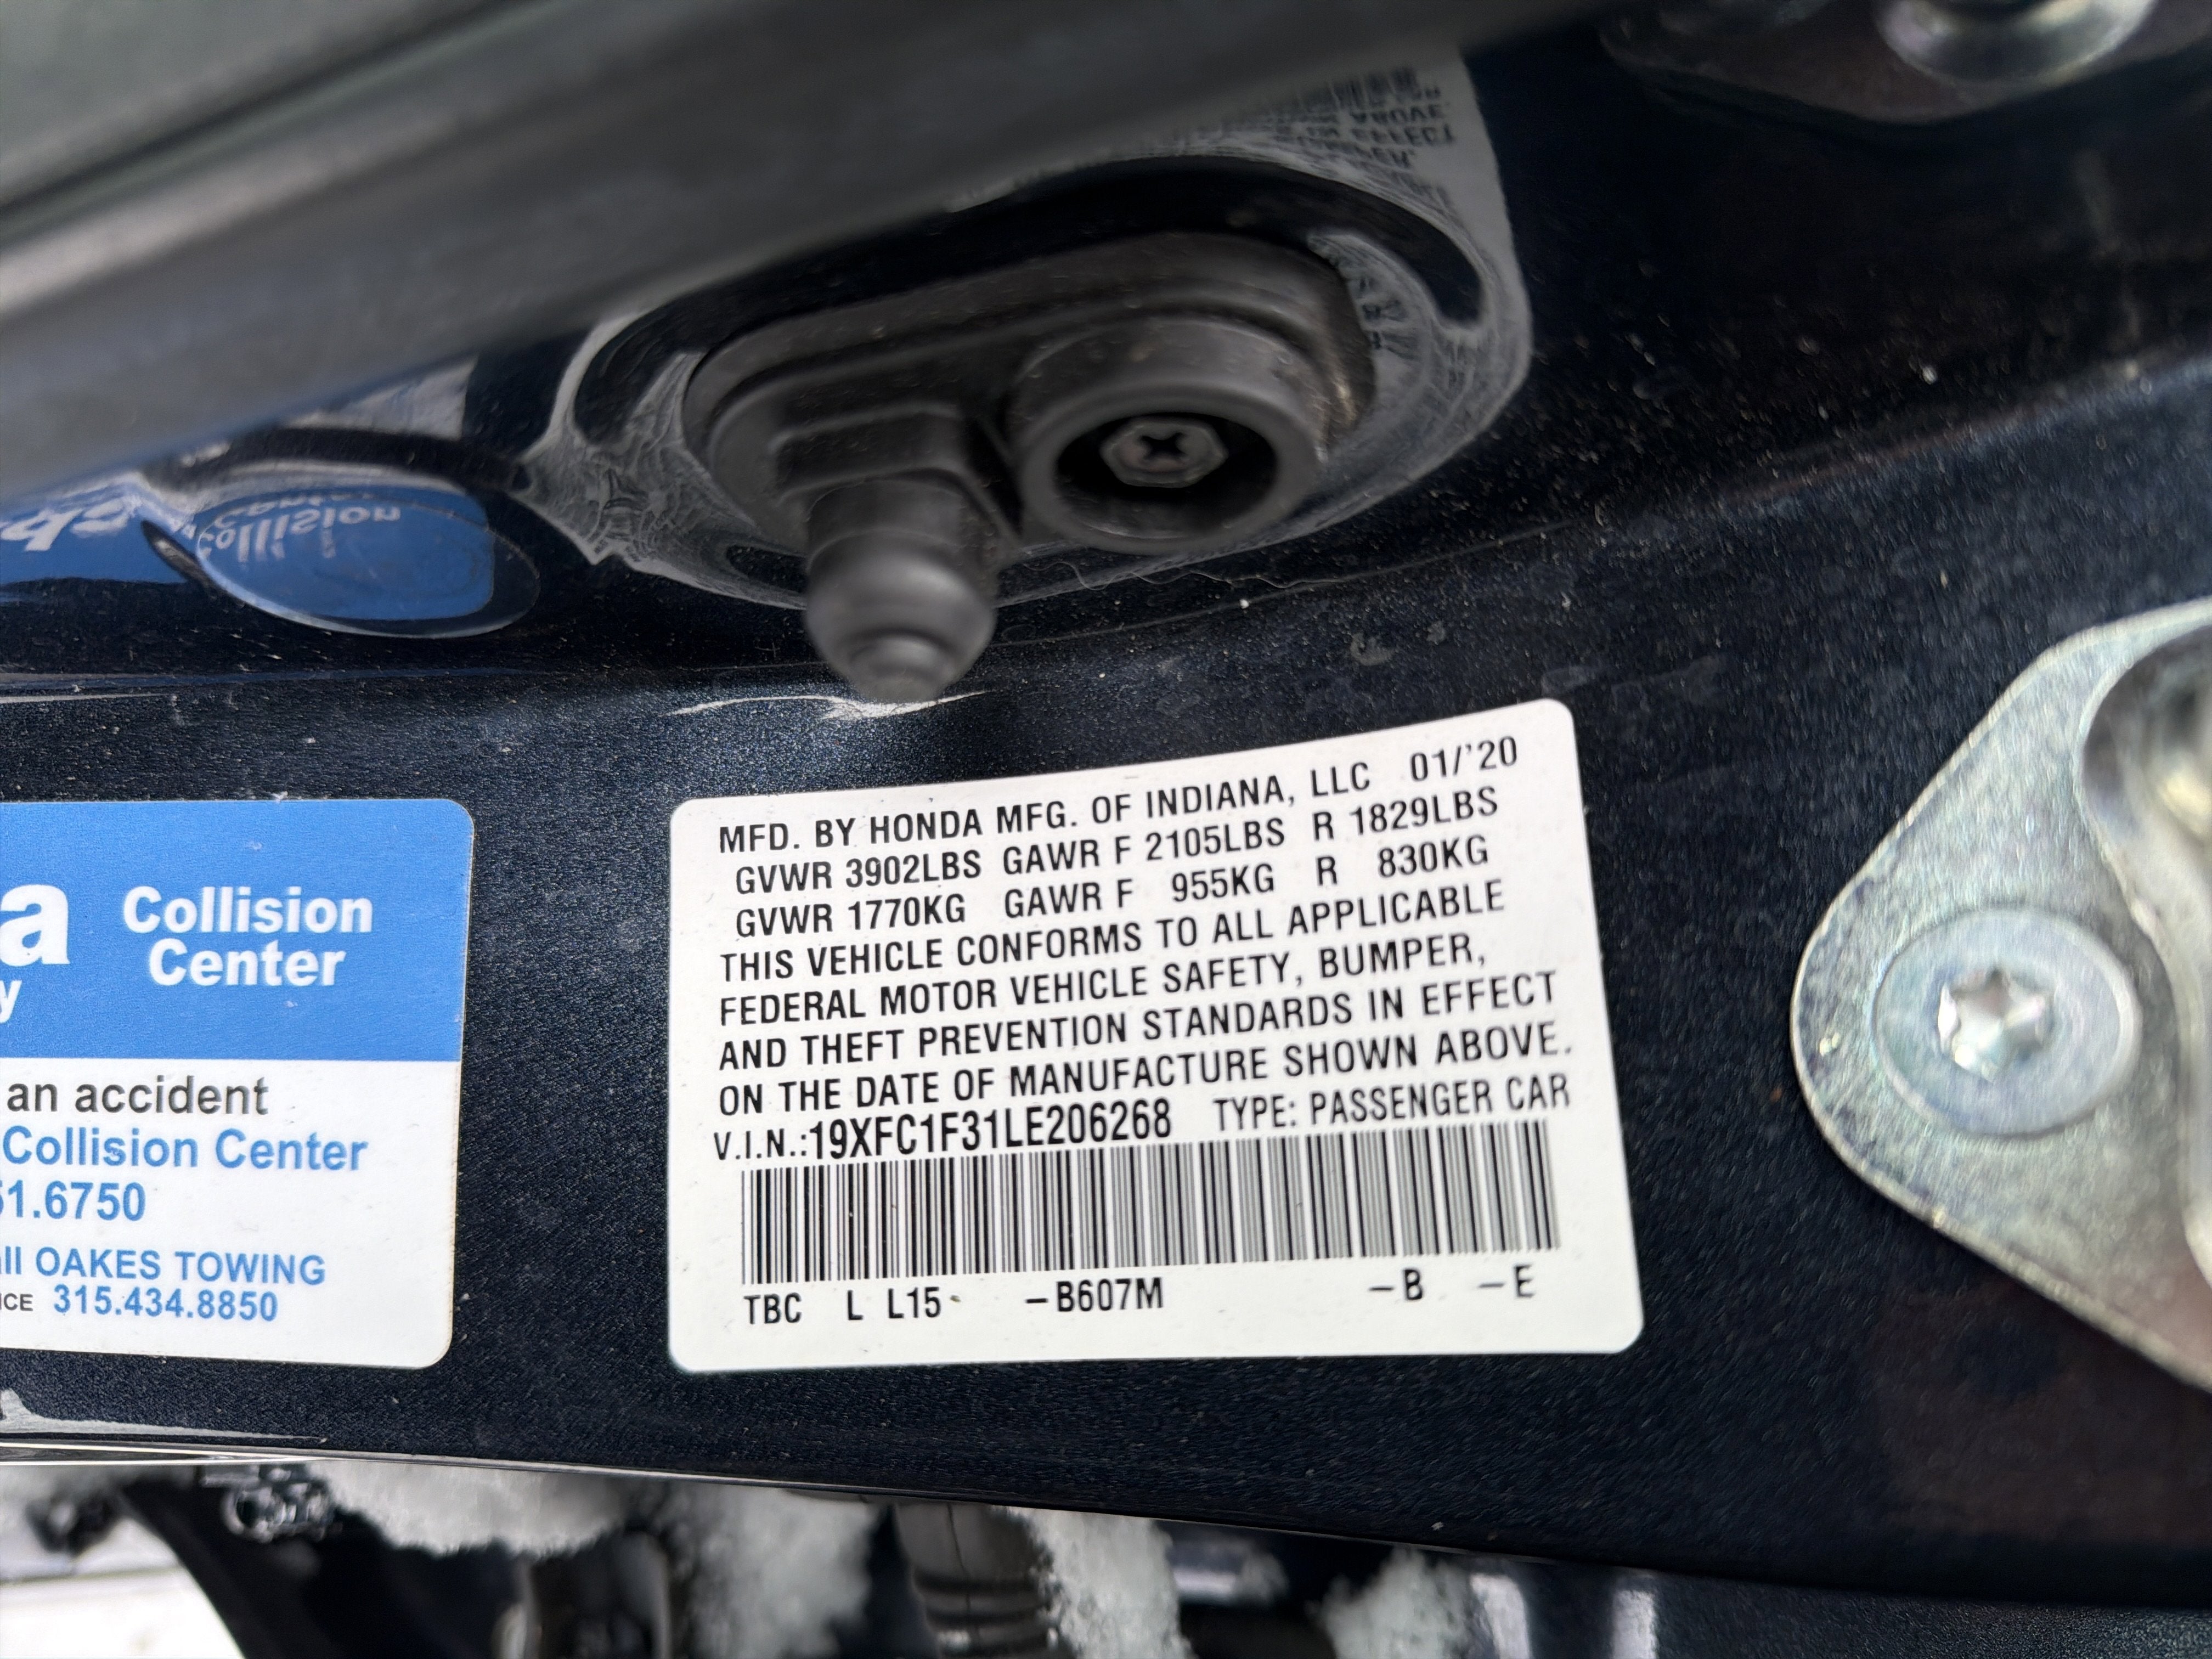 a Collision
Center
y
an accident
Collision Center
51.6750
all OAKES TOWING
ICE 315.434.8850
MFD. BY HONDA MFG. OF INDIANA, LLC 01/'20
GVWR 3902LBS GAWR F 2105LBS R 1829LBS
GVWR 1770KG GAWR F 955KG R 830KG
THIS VEHICLE CONFORMS TO ALL APPLICABLE
FEDERAL MOTOR VEHICLE SAFETY, BUMPER,
AND THEFT PREVENTION STANDARDS IN EFFECT
ON THE DATE OF MANUFACTURE SHOWN ABOVE.
V.I.N.:19XFC1F31LE206268 TYPE: PASSENGER CAR
TBC L L15 -B607M -B -E